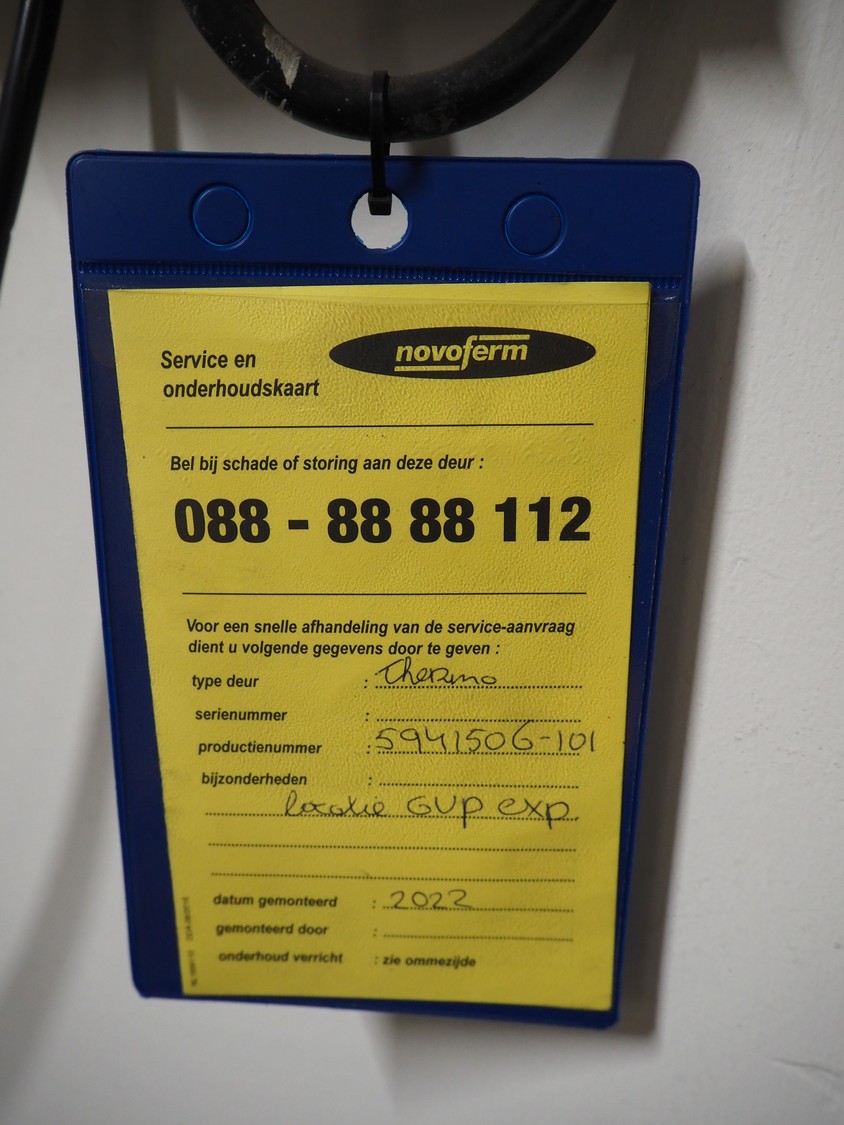 Service en
onderhoudskaart
novoferm
Bel bij schade of storing aan deze deur :
088 - 88 88 112
Voor een snelle afhandeling van de service-aanvraag
dient u volgende gegevens door te geven :
type deur : Thermo
serienummer :
productienummer : 5941506-101
bijzonderheden :
locatie GVP exp.
datum gemonteerd : 2022
gemonteerd door :
onderhoud verricht : zie ommezijde